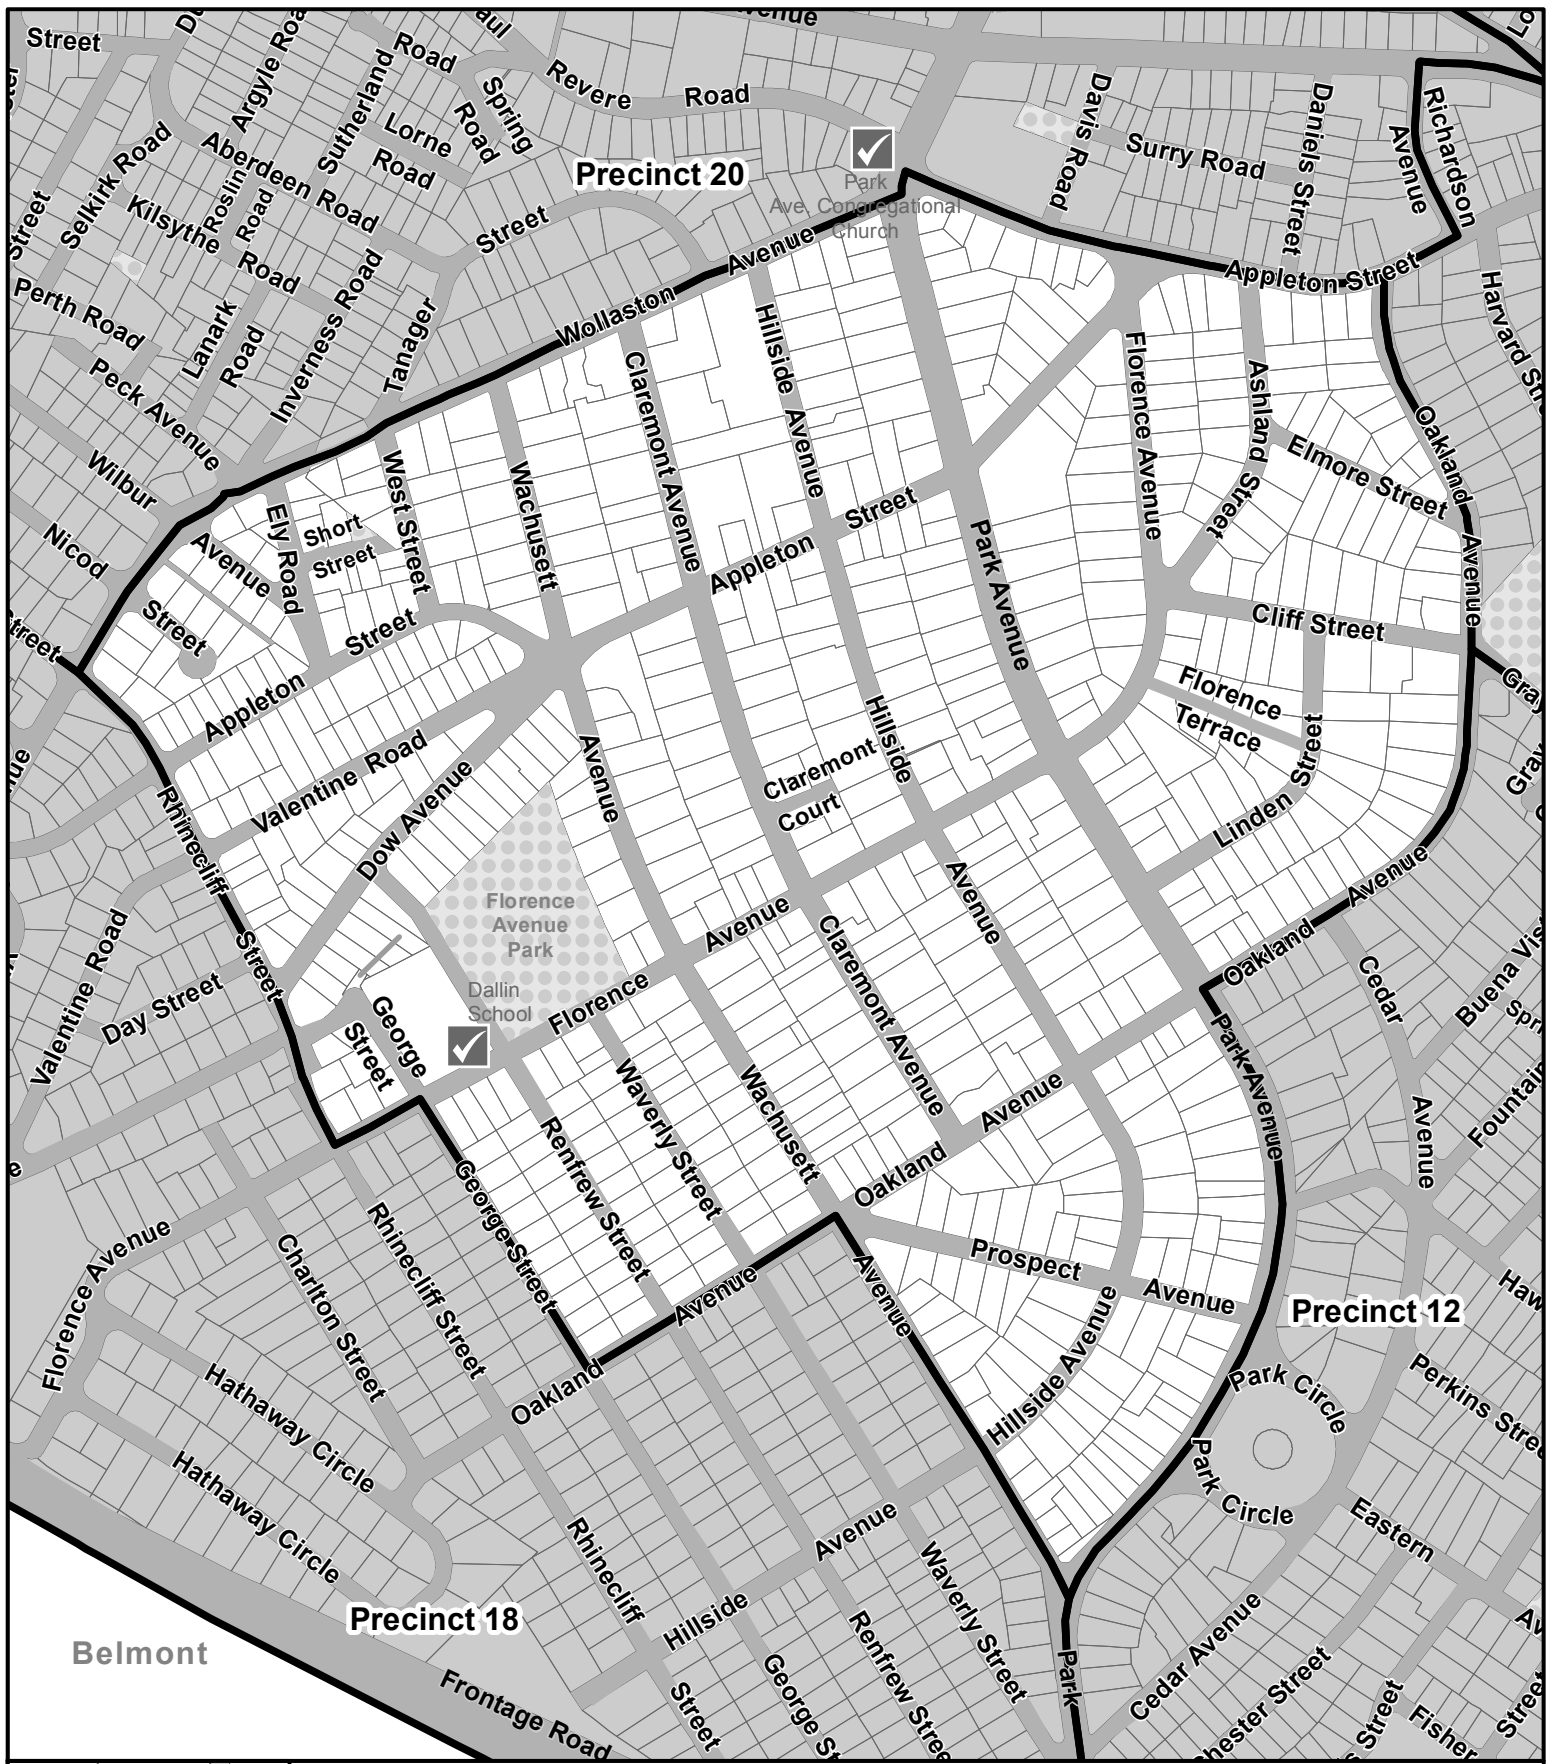 Street
Argyle
Road
Sutherland
Lorne
Road
Spring
Road
Revere
Road
Davis Road
Surry Road
Daniels Street
Richardson
Avenue
Harvard
Precinct 20
Park
Ave. Congregational
Church
Selkirk Road
Aberdeen Road
Roslin
Road
Kilsythe
Road
Street
Street
Perth Road
Lanark
Road
Inverness Road
Tanager
Peck Avenue
Wilbur
Nicod
Wollaston
Avenue
Appleton Street
Oakland
Avenue
Claremont Avenue
Hillside
Avenue
Florence Avenue
Ashland
Street
Elmore Street
Cliff Street
Florence
Terrace
Linden
Street
West Street
Wachusett
Ely Road
Short
Street
Avenue
Street
Appleton
Street
Appleton
Street
Park Avenue
Valentine
Road
Dow Avenue
Avenue
Claremont
Court
Hillside
Avenue
Rhinecliff
Street
Florence
Avenue
Park
Dallin
School
Florence
Avenue
Claremont Avenue
Oakland
Avenue
Cedar
Avenue
Buena
Fountain
Valentine Road
Day Street
George
Street
Waverly Street
Wachusett
Renfrew Street
George Street
Oakland
Avenue
Park Avenue
Prospect
Avenue
Hillside Avenue
Avenue
Oakland
Avenue
Precinct 12
Park Circle
Park Circle
Perkins
Eastern
Florence
Avenue
Charlton Street
Rhinecliff Street
Hathaway Circle
Hathaway Circle
Rhinecliff
Street
Hillside
Avenue
Waverly Street
Renfrew
George
Park
Cedar Avenue
Street
Street
Street
Precinct 18
Belmont
Frontage Road